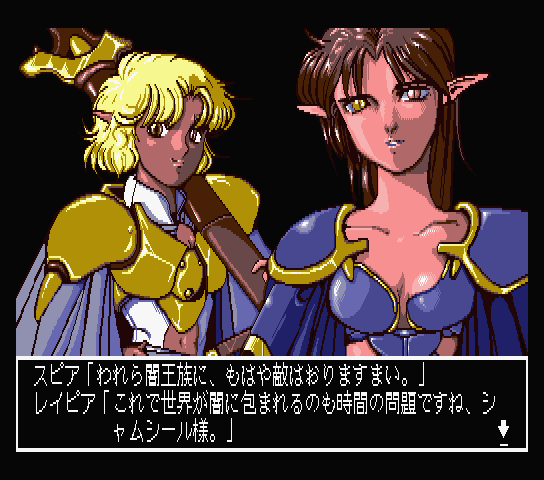 スピア「われら闇王族に、もはや敵はおりますまい。」
レイピア「これで世界が闇に包まれるのも時間の問題ですね、シ
ャムシール様。」